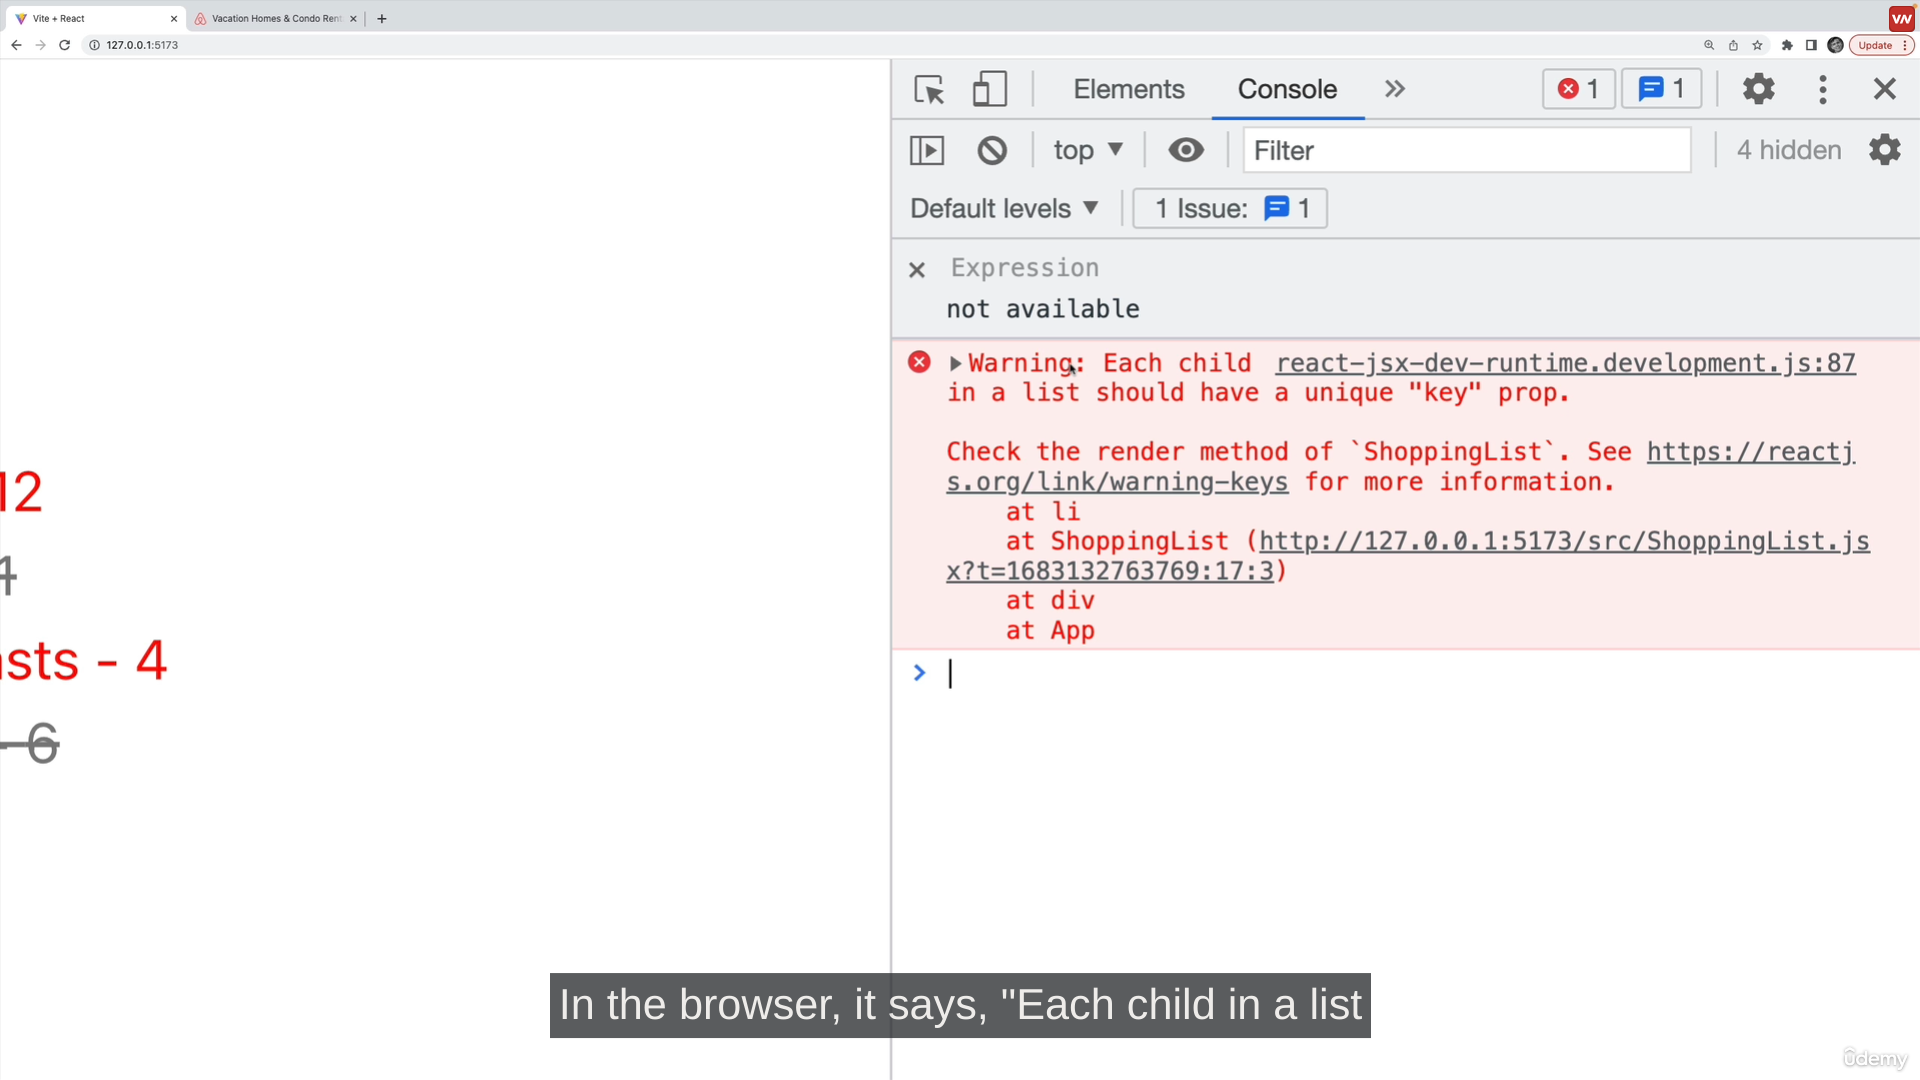 Vite + React
Vacation Homes & Condo Rent
VN
127.0.0.1:5173
Update
Elements
Console
1
1
top
Filter
4 hidden
Default levels
1 Issue: 1
Expression
not available
Warning: Each child react-jsx-dev-runtime.development.js:87
in a list should have a unique "key" prop.
Check the render method of `ShoppingList`. See https://reactj
s.org/link/warning-keys for more information.
at li
at ShoppingList (http://127.0.0.1:5173/src/ShoppingList.js
x?t=1683132763769:17:3)
at div
at App
12
4
sts - 4
- 6
In the browser, it says, "Each child in a list
ûdemy